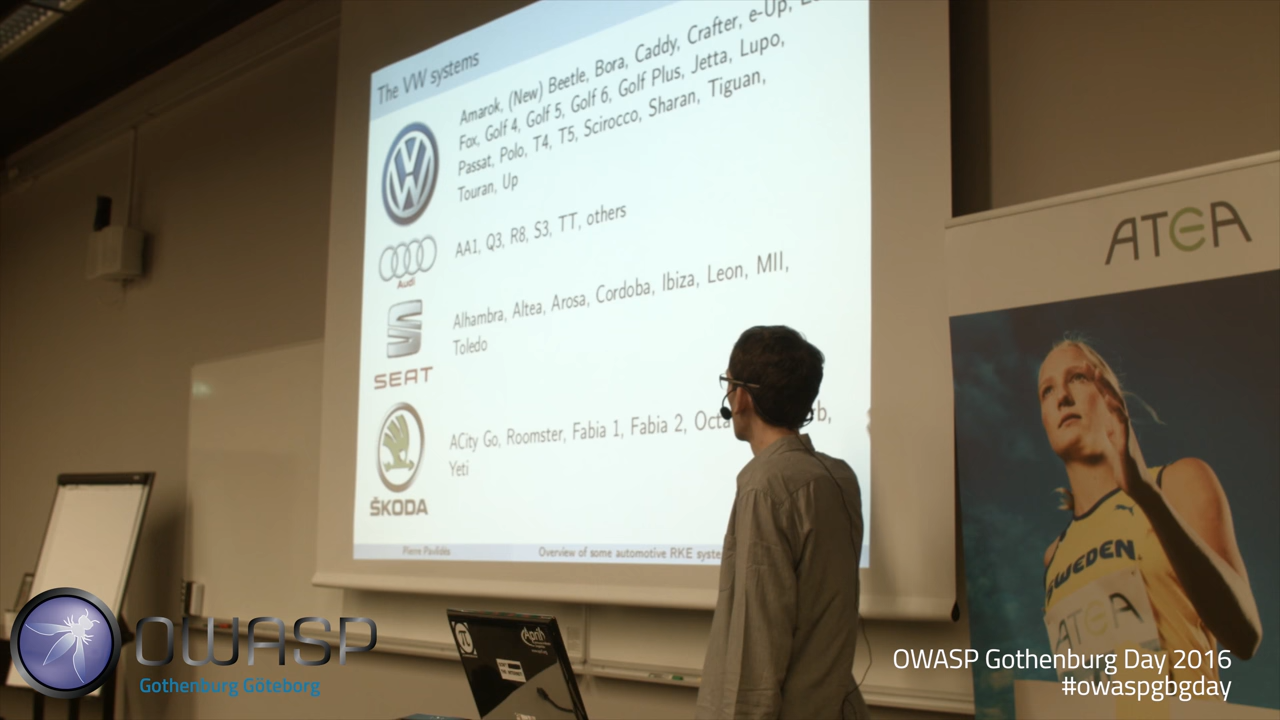 The VW systems
Amarok, (New) Beetle, Bora, Caddy, Crafter, e-Up,
Fox, Golf 4, Golf 5, Golf 6, Golf Plus, Jetta, Lupo,
Passat, Polo, T4, T5, Scirocco, Sharan, Tiguan,
Touran, Up
Audi
AA1, Q3, R8, S3, TT, others
SEAT
Alhambra, Altea, Arosa, Cordoba, Ibiza, Leon, MII,
Toledo
ŠKODA
ACity Go, Roomster, Fabia 1, Fabia 2,
Yeti
Pierre Pavlidès
Overview of some automotive RKE
ATEA
SWEDEN
ATEA
π
April
OWASP
Gothenburg Göteborg
OWASP Gothenburg Day 2016
#owaspgbgday